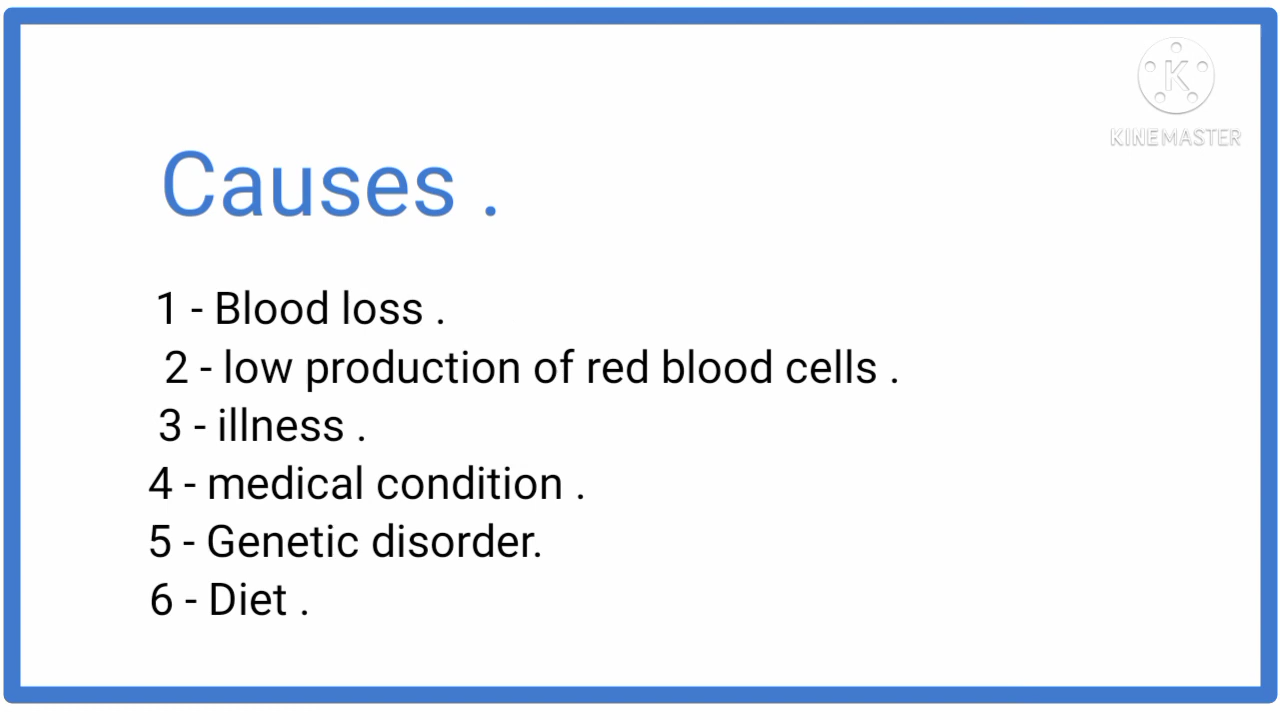 KINEMASTER
Causes .
1 - Blood loss .
2 - low production of red blood cells .
3 - illness .
4 - medical condition .
5 - Genetic disorder.
6 - Diet .